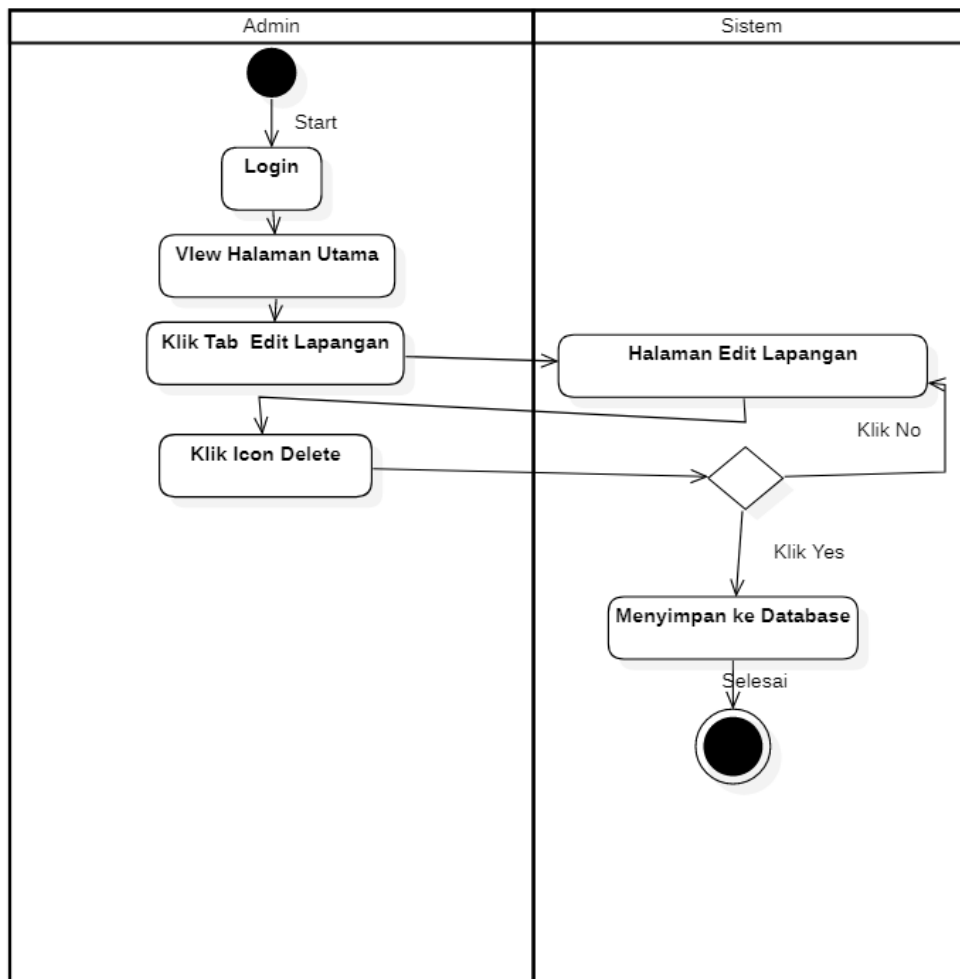 Admin
Sistem
Start
Login
VIew Halaman Utama
Klik Tab  Edit Lapangan
Halaman Edit Lapangan
Klik No
Klik Icon Delete
Klik Yes
Menyimpan ke Database
Selesai